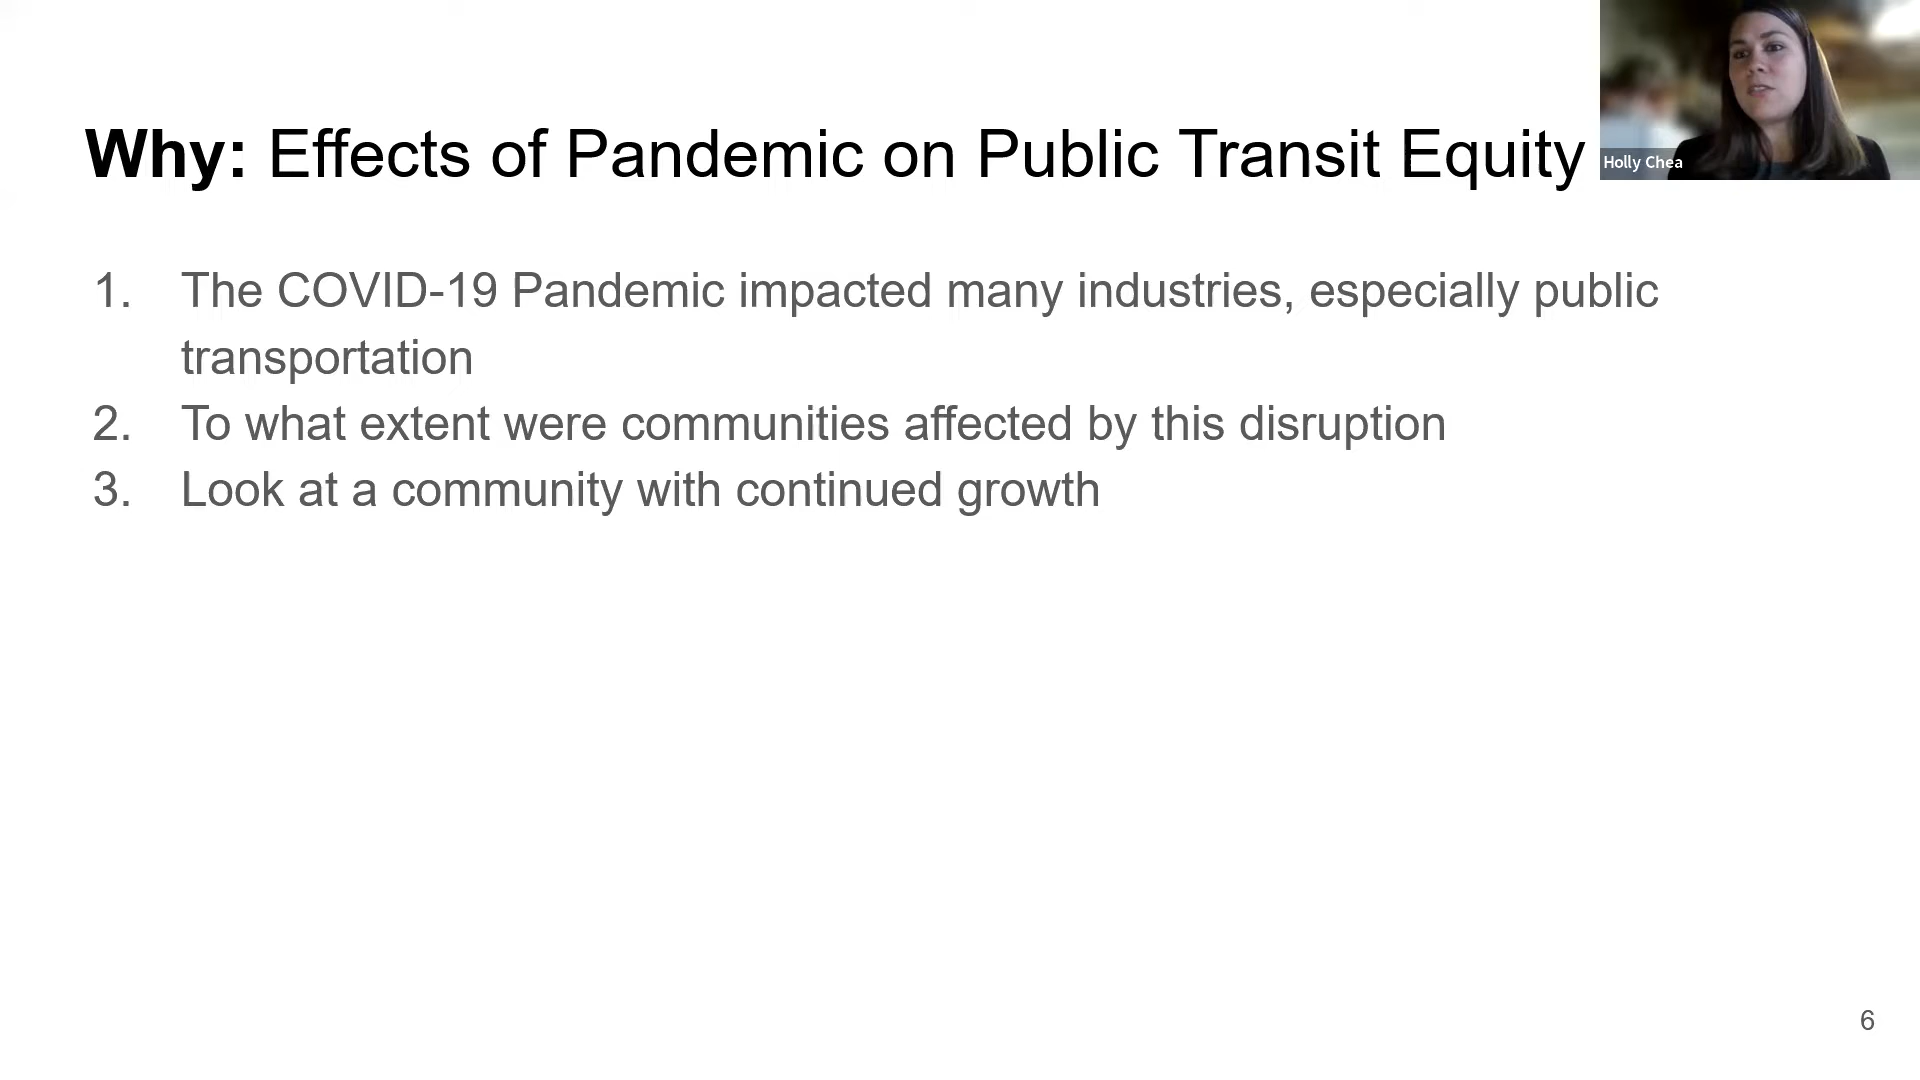 Why: Effects of Pandemic on Public Transit Equity
Holly Chea
1. The COVID-19 Pandemic impacted many industries, especially public
transportation
2. To what extent were communities affected by this disruption
3. Look at a community with continued growth
6